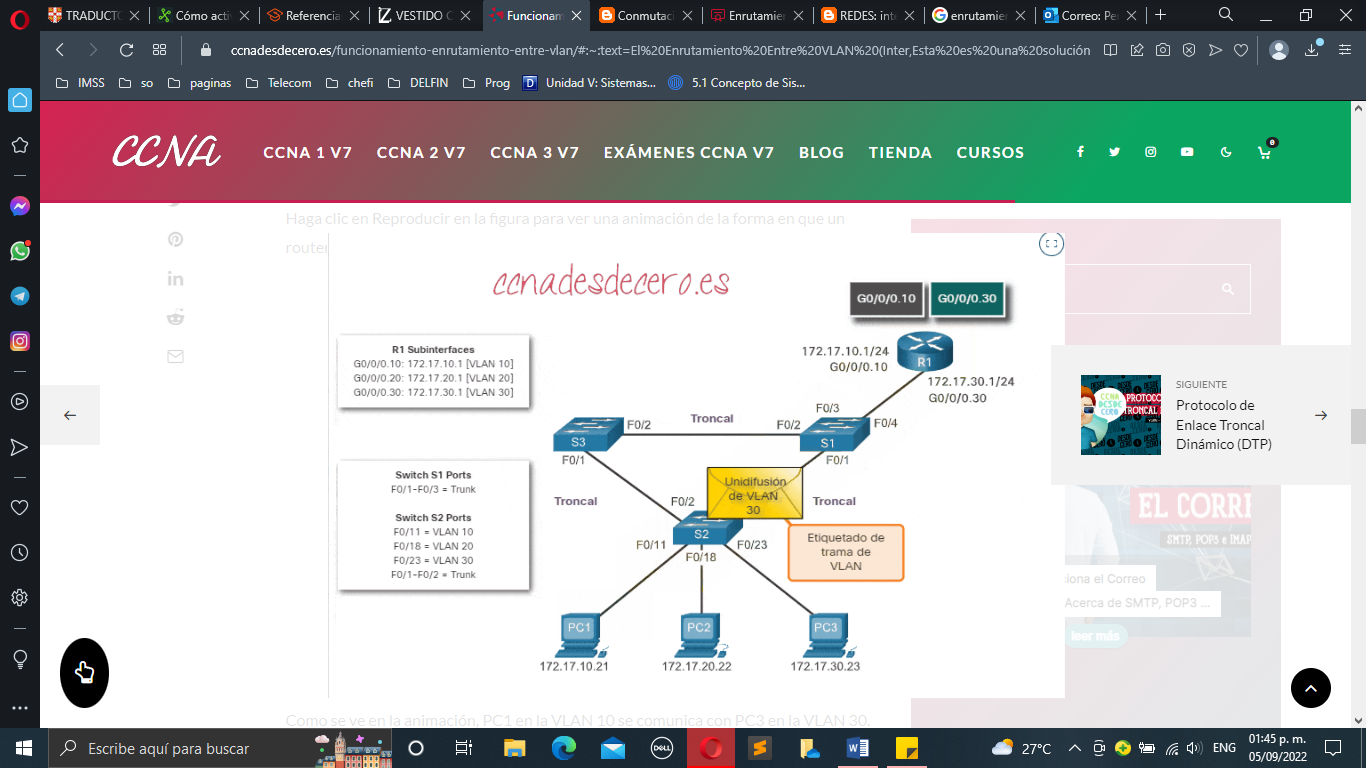 TRADUCTO
Cómo activ
Referencia
VESTIDO C
Funcionam
Conmutaci
Enrutamie
REDES: int
enrutamien
Correo: Pe
ccnadesdecero.es/funcionamiento-enrutamiento-entre-vlan/#:~:text=El%20Enrutamiento%20Entre%20VLAN%20(Inter,Esta%20es%20una%20solución
IMSS
so
paginas
Telecom
chefi
DELFIN
Prog
Unidad V: Sistemas...
5.1 Concepto de Sis...
CCNA
CCNA 1 V7
CCNA 2 V7
CCNA 3 V7
EXÁMENES CCNA V7
BLOG
TIENDA
CURSOS
0
Haga clic en Reproducir en la figura para ver una animación de la forma en que un
router
ccnadesdecero.es
G0/0/0.10
G0/0/0.30
R1 Subinterfaces
G0/0/0.10: 172.17.10.1 [VLAN 10]
G0/0/0.20: 172.17.20.1 [VLAN 20]
G0/0/0.30: 172.17.30.1 [VLAN 30]
172.17.10.1/24
G0/0/0.10
R1
172.17.30.1/24
G0/0/0.30
F0/3
F0/4
Troncal
F0/2
F0/2
S3
S1
F0/1
F0/1
Switch S1 Ports
F0/1-F0/3 = Trunk
Switch S2 Ports
F0/11 = VLAN 10
F0/18 = VLAN 20
F0/23 = VLAN 30
F0/1-F0/2 = Trunk
Troncal
F0/2
Unidifusión
de VLAN
30
Troncal
S2
F0/11
F0/18
F0/23
Etiquetado de
trama de
VLAN
PC1
PC2
PC3
172.17.10.21
172.17.20.22
172.17.30.23
SIGUIENTE
Protocolo de
Enlace Troncal
Dinámico (DTP)
CCNA
DESDE
CERO
PROTOCO
TRONCAL
EL CORRE
SMTP, POP3 e IMAP
ciona el Correo
Acerca de SMTP, POP3 ...
leer más
Como se ve en la animación, PC1 en la VLAN 10 se comunica con PC3 en la VLAN 30.
Escribe aquí para buscar
DELL
27°C
ENG
01:45 p. m.
05/09/2022